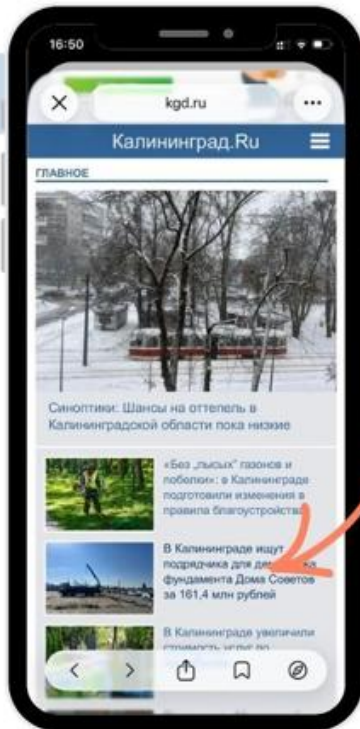 16:50
kgd.ru
Калининград.Ru
ГЛАВНОЕ
Синоптики: Шансы на оттепель в
Калининградской области пока низкие
«Без „лысых" газонов и
побелки»: в Калининграде
подготовили изменения в
правила благоустройства
В Калининграде ищут
подрядчика для
фундамента Дома Советов
за 161,4 млн рублей
В Калининграде увеличили
стоимость услуг по